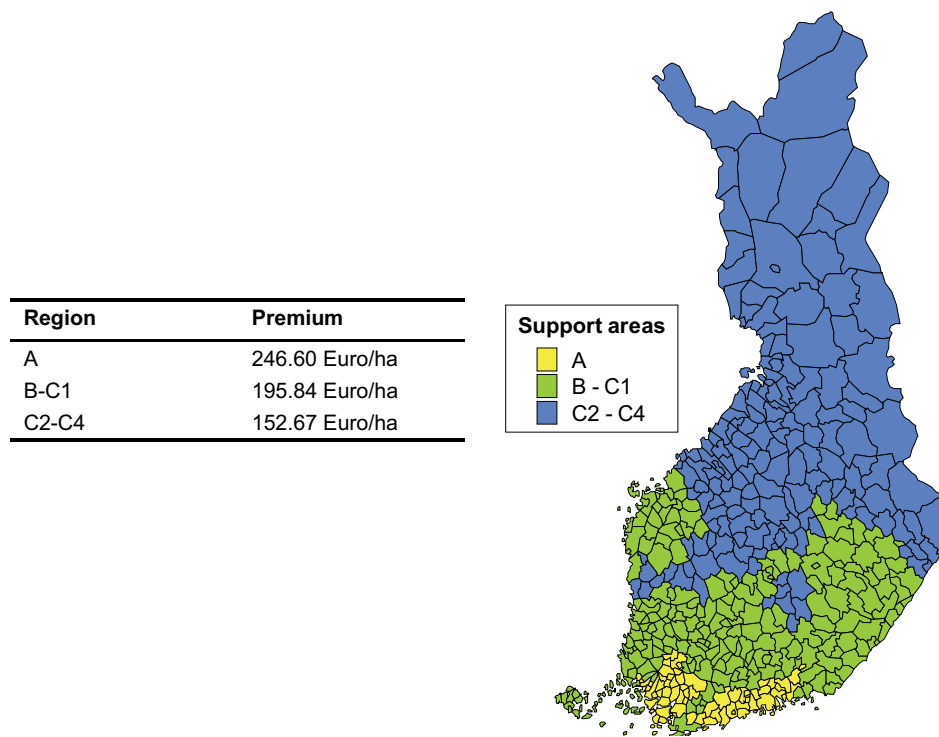 Region Premium
A 246.60 Euro/ha
B-C1 195.84 Euro/ha
C2-C4 152.67 Euro/ha
Support areas
A
B - C1
C2 - C4